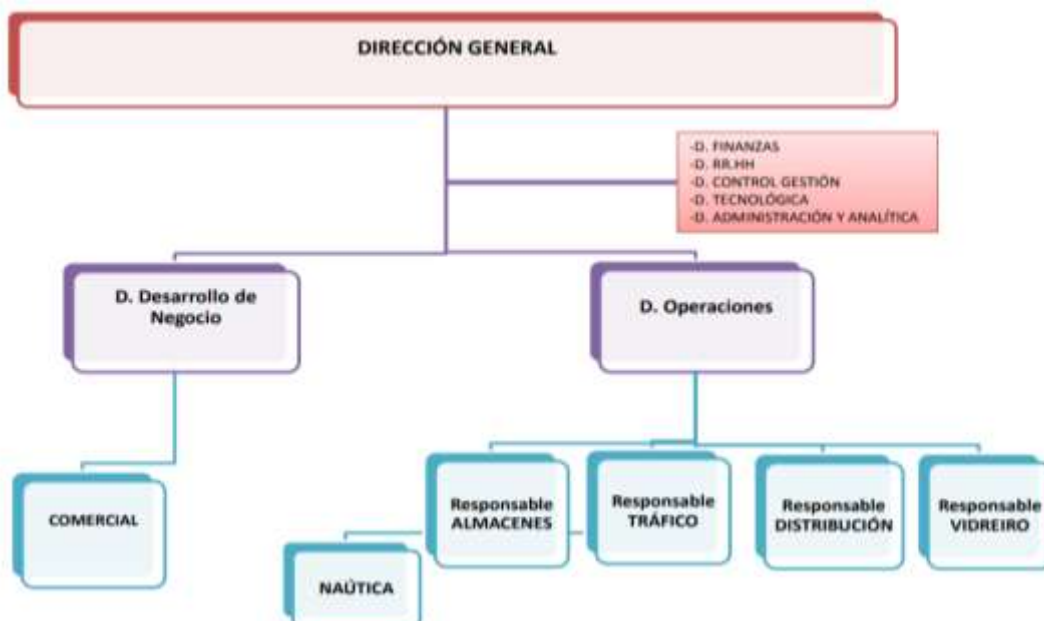 DIRECCIÓN GENERAL
-D. FINANZAS
-D. RR.HH
-D. CONTROL GESTIÓN
-D. TECNOLÓGICA
-D. ADMINISTRACIÓN Y ANALÍTICA
D. Desarrollo de
Negocio
D. Operaciones
COMERCIAL
Responsable
ALMACENES
Responsable
TRÁFICO
Responsable
DISTRIBUCIÓN
Responsable
VIDREIRO
NAÚTICA